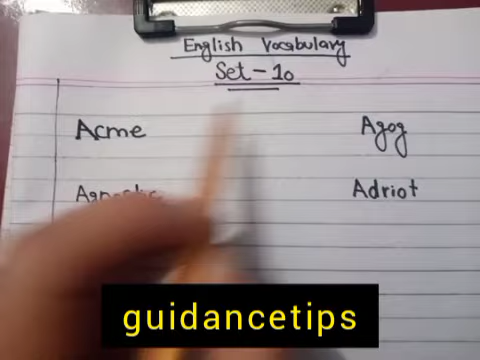 English Vocabulary
Set - 10
Acme Agog
Adriot
guidancetips